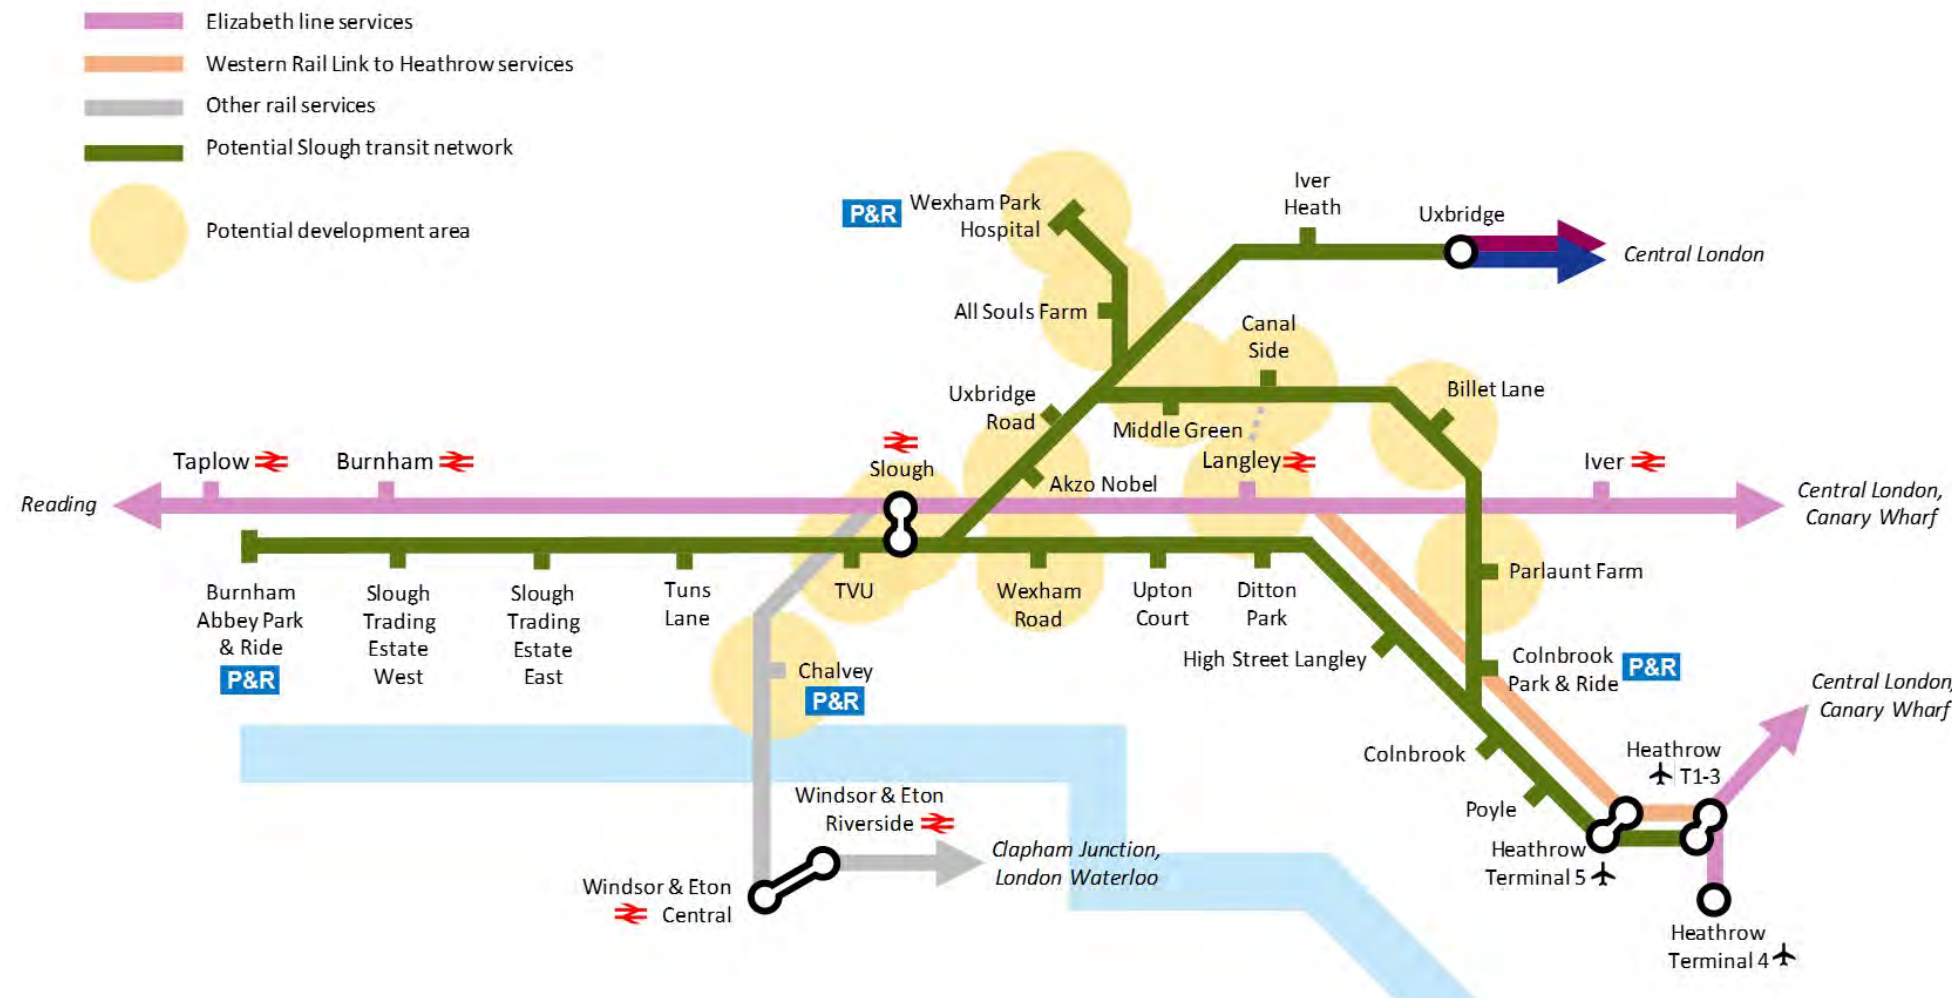 Elizabeth line services
Western Rail Link to Heathrow services
Other rail services
Potential Slough transit network
Potential development area
P&R
Wexham Park
Hospital
Iver
Heath
Uxbridge
Central London
All Souls Farm
Canal
Side
Uxbridge
Road
Middle Green
Billet Lane
Taplow
Burnham
Slough
Akzo Nobel
Langley
Iver
Reading
Central London,
Canary Wharf
Burnham
Abbey Park
& Ride
P&R
Slough
Trading
Estate
West
Slough
Trading
Estate
East
Tuns
Lane
TVU
Wexham
Road
Upton
Court
Ditton
Park
Parlaunt Farm
High Street Langley
Colnbrook
Park & Ride
P&R
Chalvey
P&R
Central London,
Canary Wharf
Colnbrook
Heathrow
T1-3
Poyle
Windsor & Eton
Riverside
Clapham Junction,
London Waterloo
Heathrow
Terminal 5
Windsor & Eton
Central
Heathrow
Terminal 4